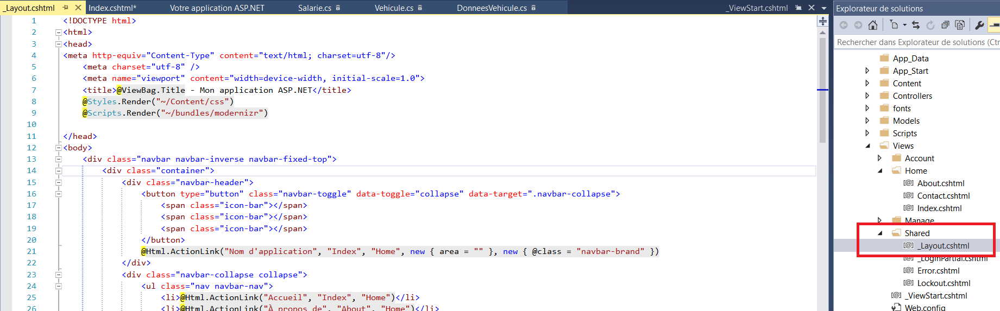 _Layout.cshtml
Index.cshtml*
Votre application ASP.NET
Salarie.cs
Vehicule.cs
DonneesVehicule.cs
_ViewStart.cshtml
1 <!DOCTYPE html>
2 <html>
3 <head>
4 <meta http-equiv="Content-Type" content="text/html; charset=utf-8"/>
5 <meta charset="utf-8" />
6 <meta name="viewport" content="width=device-width, initial-scale=1.0">
7 <title>@ViewBag.Title - Mon application ASP.NET</title>
8 @Styles.Render("~/Content/css")
9 @Scripts.Render("~/bundles/modernizr")
10
11 </head>
12 <body>
13 <div class="navbar navbar-inverse navbar-fixed-top">
14 <div class="container">
15 <div class="navbar-header">
16 <button type="button" class="navbar-toggle" data-toggle="collapse" data-target=".navbar-collapse">
17 <span class="icon-bar"></span>
18 <span class="icon-bar"></span>
19 <span class="icon-bar"></span>
20 </button>
21 @Html.ActionLink("Nom d'application", "Index", "Home", new { area = "" }, new { @class = "navbar-brand" })
22 </div>
23 <div class="navbar-collapse collapse">
24 <ul class="nav navbar-nav">
25 <li>@Html.ActionLink("Accueil", "Index", "Home")</li>
26 <li>@Html.ActionLink("À propos de", "About", "Home")</li>
Explorateur de solutions
Rechercher dans Explorateur de solutions (Ctr
App_Data
App_Start
Content
Controllers
fonts
Models
Scripts
Views
Account
Home
[@] About.cshtml
[@] Contact.cshtml
[@] Index.cshtml
Manage
Shared
[@] _Layout.cshtml
[@] _LoginPartial.cshtml
[@] Error.cshtml
[@] Lockout.cshtml
[@] _ViewStart.cshtml
Web.config